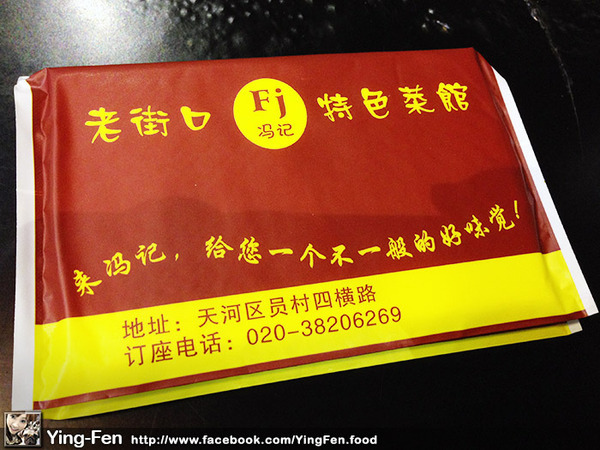 老街口 Fj 冯记 特色菜館
来冯记，给您一个不一般的好味觉！
地址：天河区员村四横路
订座电话：020-38206269
Ying-Fen http://www.facebook.com/YingFen.food